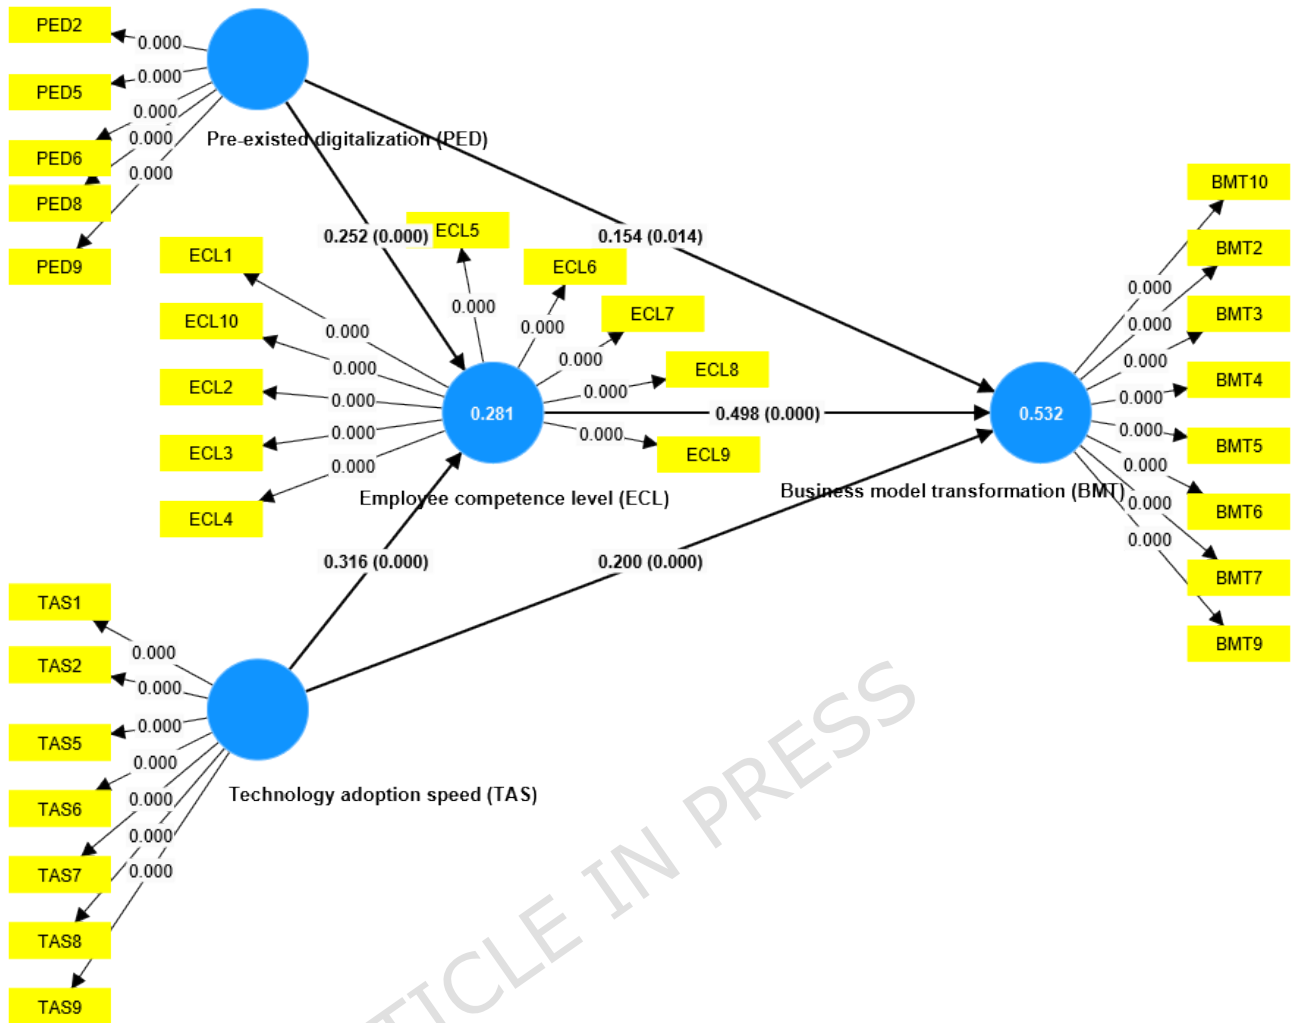 PED2
0.000
PED5
0.000
PED6
0.000
PED8
0.000
PED9
0.000
Pre-existed digitalization (PED)
0.252 (0.000)
0.154 (0.014)
ECL1
0.000
ECL10
0.000
ECL2
0.000
ECL3
0.000
ECL4
0.000
ECL5
0.000
ECL6
0.000
ECL7
0.000
ECL8
0.000
ECL9
0.000
0.281
Employee competence level (ECL)
0.498 (0.000)
0.316 (0.000)
0.200 (0.000)
0.532
Business model transformation (BMT)
BMT10
0.000
BMT2
0.000
BMT3
0.000
BMT4
0.000
BMT5
0.000
BMT6
0.000
BMT7
0.000
BMT9
0.000
TAS1
0.000
TAS2
0.000
TAS5
0.000
TAS6
0.000
TAS7
0.000
TAS8
0.000
TAS9
0.000
Technology adoption speed (TAS)
TICLE IN PRESS